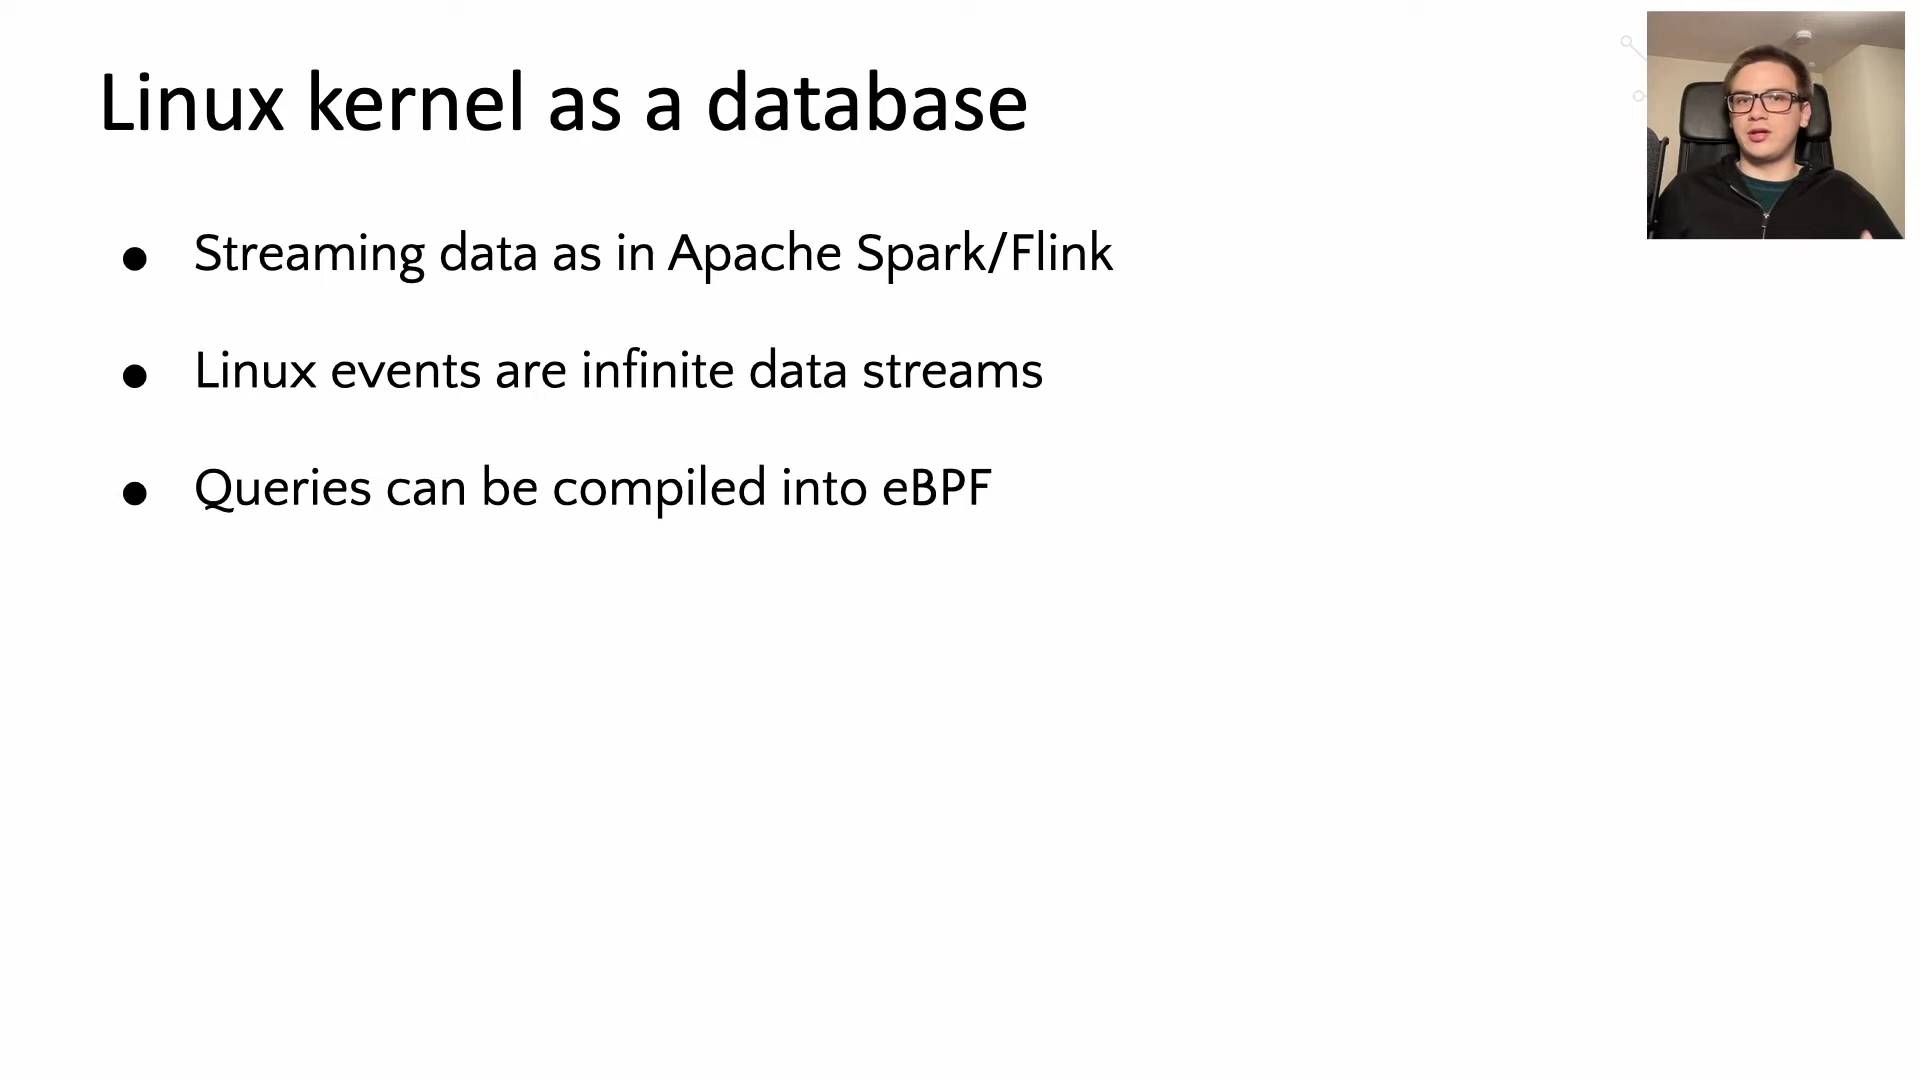 Linux kernel as a database
● Streaming data as in Apache Spark/Flink
● Linux events are infinite data streams
● Queries can be compiled into eBPF